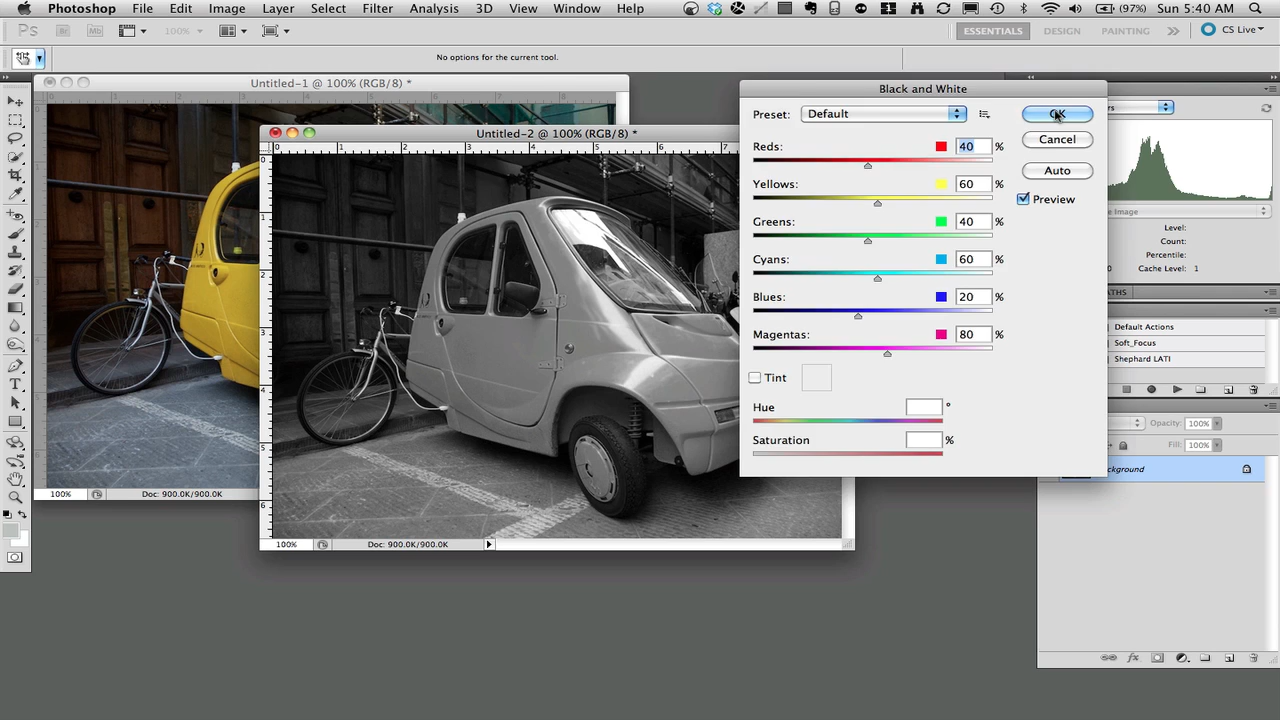 Photoshop File Edit Image Layer Select Filter Analysis 3D View Window Help (97%) Sun 5:40 AM
Ps Br Mb 100% ESSENTIALS DESIGN PAINTING CS Live
No options for the current tool.
Untitled-1 @ 100% (RGB/8) *
Untitled-2 @ 100% (RGB/8) *
Black and White
Preset: Default
OK
Cancel
Auto
Preview
Reds: 40 %
Yellows: 60 %
Greens: 40 %
Cyans: 60 %
Blues: 20 %
Magentas: 80 %
Tint
Hue °
Saturation %
Level:
Count:
Percentile:
Cache Level: 1
Default Actions
Soft_Focus
Shephard LATI
Opacity: 100%
Fill: 100%
100% Doc: 900.0K/900.0K
100% Doc: 900.0K/900.0K